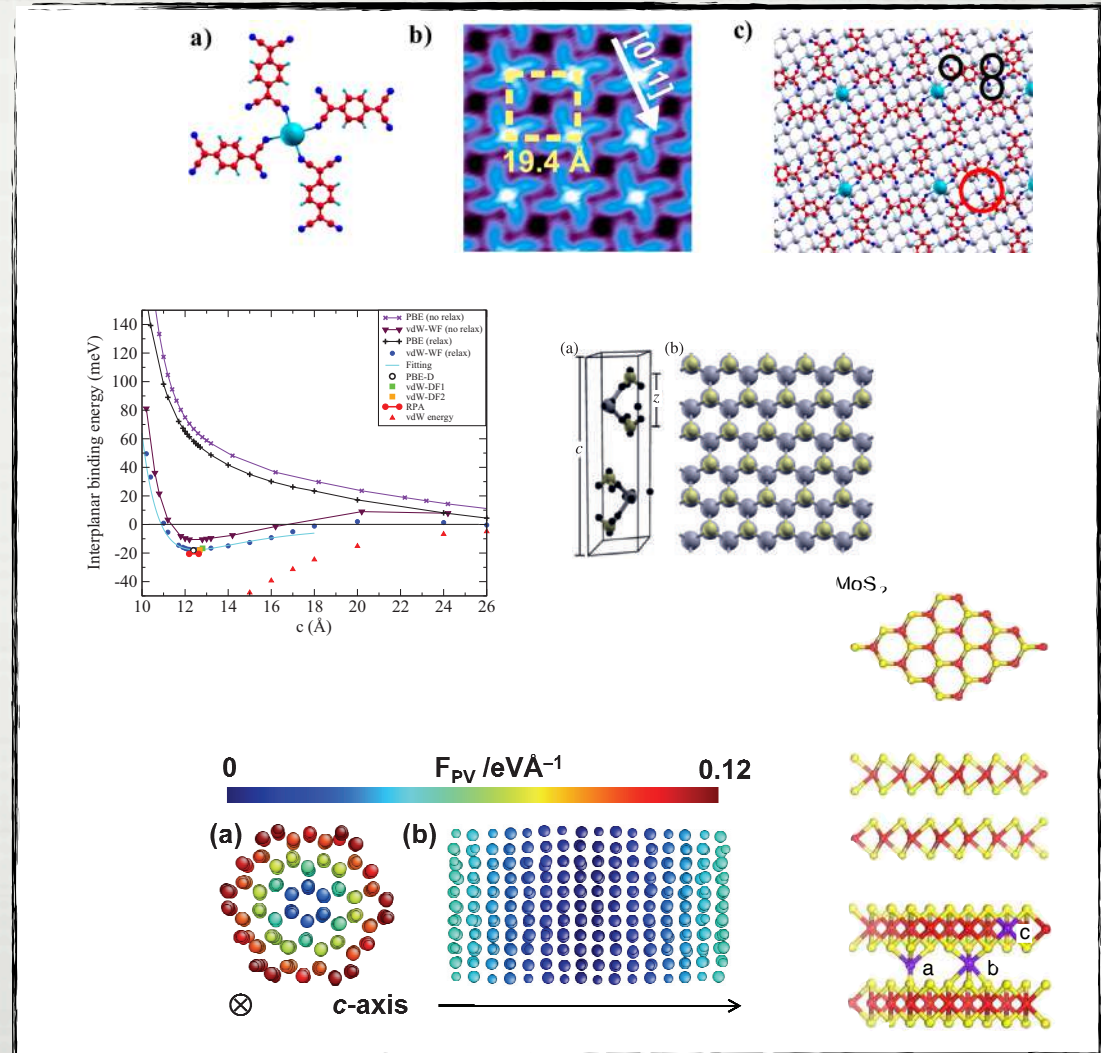 a)
b)
c)
[011]
19.4 Å
Interplanar binding energy (meV)
140
120
100
80
60
40
20
0
-20
-40
10
12
14
16
18
20
22
24
26
c (Å)
PBE (no relax)
vdW-WF (no relax)
PBE (relax)
vdW-WF (relax)
Fitting
PBE-D
vdW-DF1
vdW-DF2
RPA
vdW energy
(a)
(b)
c
z
MoS2
0
F_PV /eVÅ⁻¹
0.12
(a)
(b)
c-axis
c
a
b